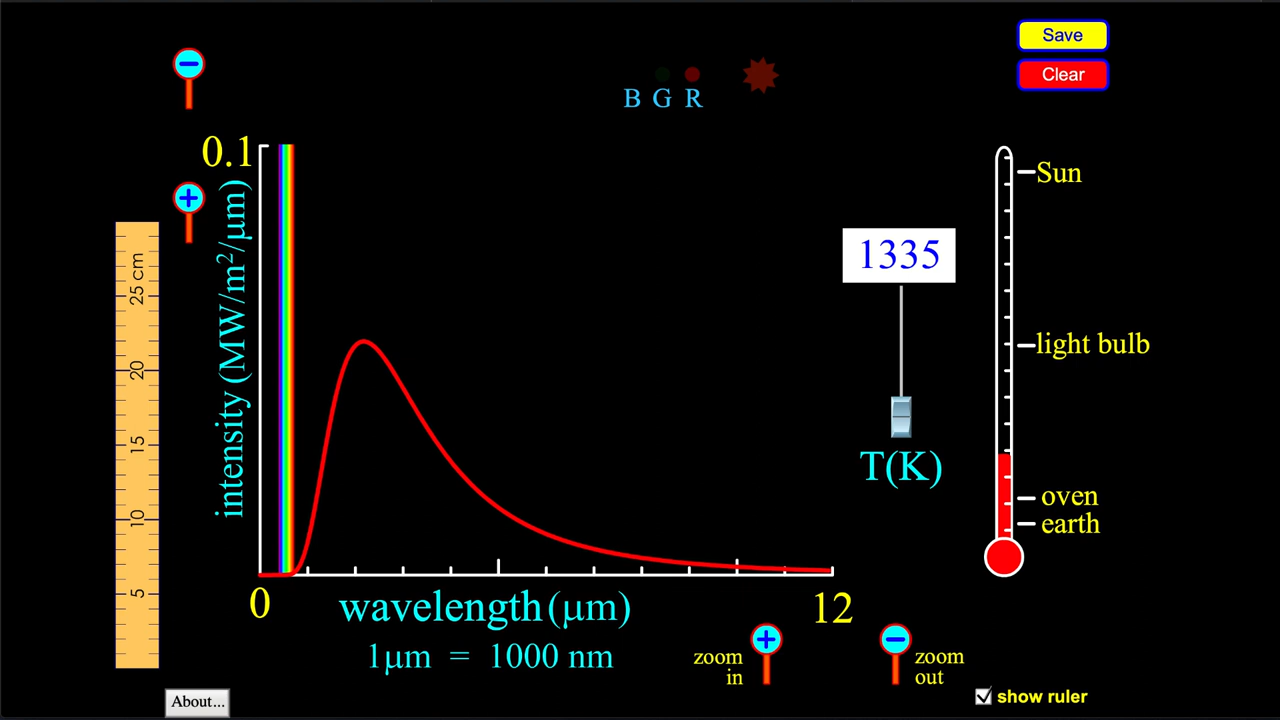 Save
Clear
B G R
0.1
Sun
25 cm
20
15
10
5
intensity (MW/m²/μm)
1335
light bulb
T(K)
oven
earth
0
wavelength (μm)
12
1μm = 1000 nm
zoom
in
zoom
out
About...
show ruler